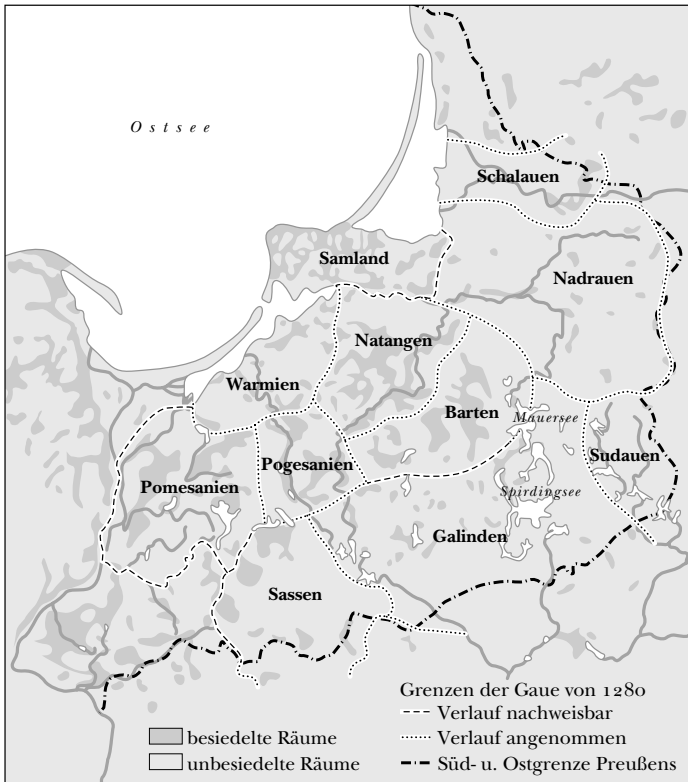 Ostsee
Schalauen
Samland
Nadrauen
Natangen
Warmien
Barten
Mauersee
Pogesanien
Sudauen
Pomesanien
Spirdingsee
Galinden
Sassen
Grenzen der Gaue von 1280
Verlauf nachweisbar
besiedelte Räume
Verlauf angenommen
unbesiedelte Räume
Süd- u. Ostgrenze Preußens